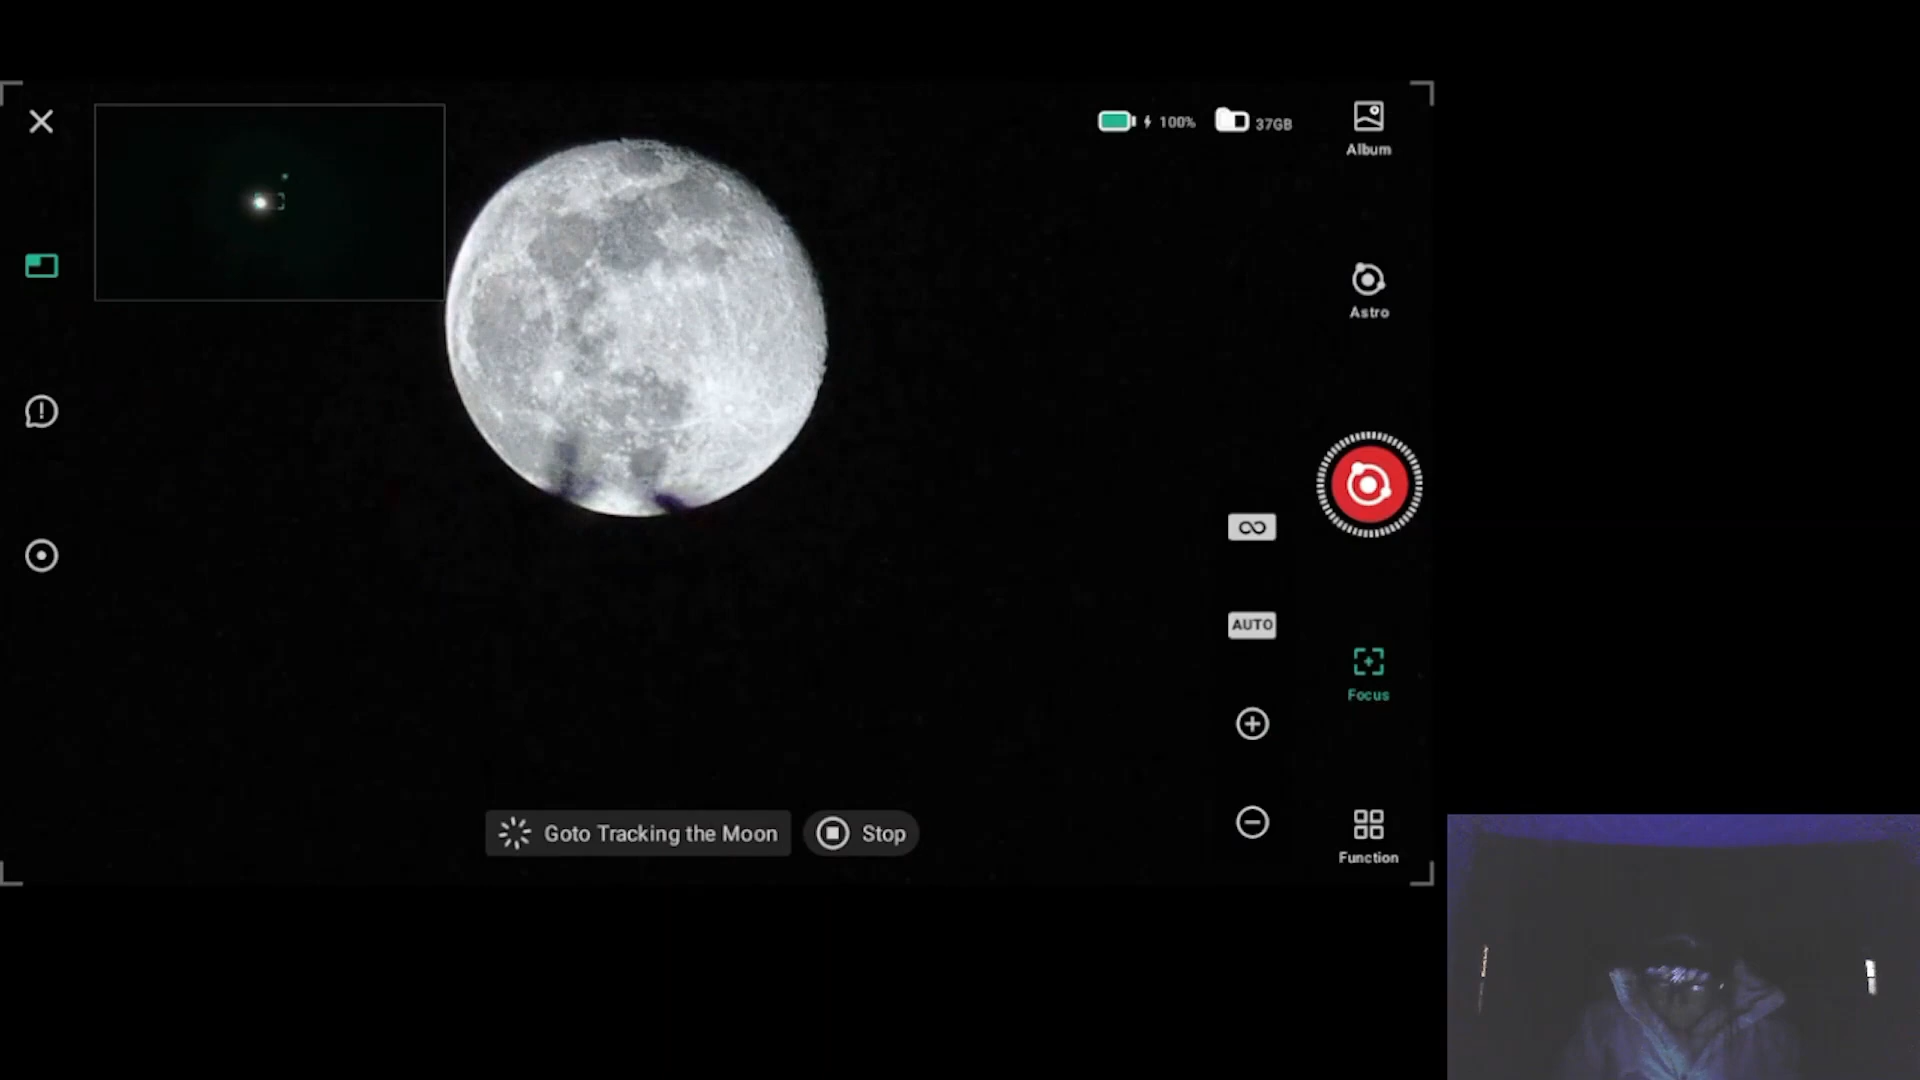 100%
37GB
Album
Astro
AUTO
Focus
Goto Tracking the Moon
Stop
Function